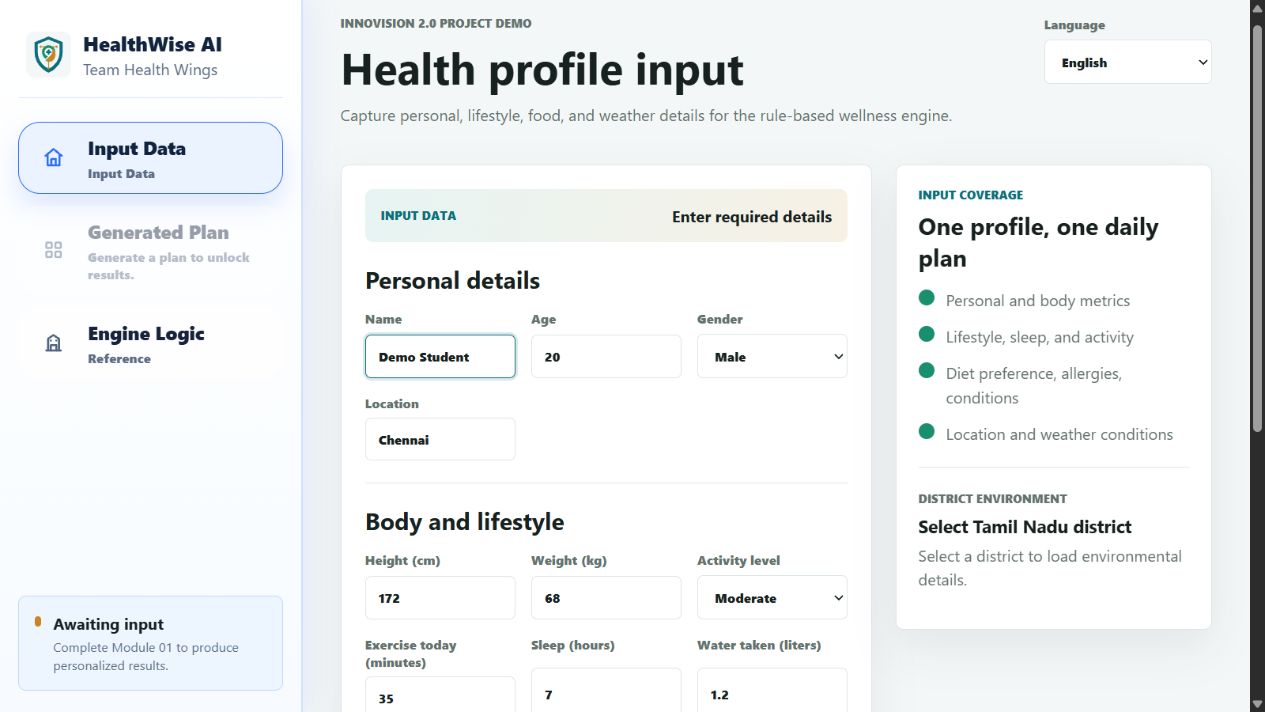 HealthWise AI
Team Health Wings
Input Data
Input Data
Generated Plan
Generate a plan to unlock
results.
Engine Logic
Reference
Awaiting input
Complete Module 01 to produce
personalized results.
INNOVISION 2.0 PROJECT DEMO
Health profile input
Capture personal, lifestyle, food, and weather details for the rule-based wellness engine.
Language
English
INPUT DATA
Enter required details
Personal details
Name
Age
Gender
Demo Student
20
Male
Location
Chennai
Body and lifestyle
Height (cm)
Weight (kg)
Activity level
172
68
Moderate
Exercise today
(minutes)
Sleep (hours)
Water taken (liters)
35
7
1.2
INPUT COVERAGE
One profile, one daily
plan
Personal and body metrics
Lifestyle, sleep, and activity
Diet preference, allergies,
conditions
Location and weather conditions
DISTRICT ENVIRONMENT
Select Tamil Nadu district
Select a district to load environmental
details.